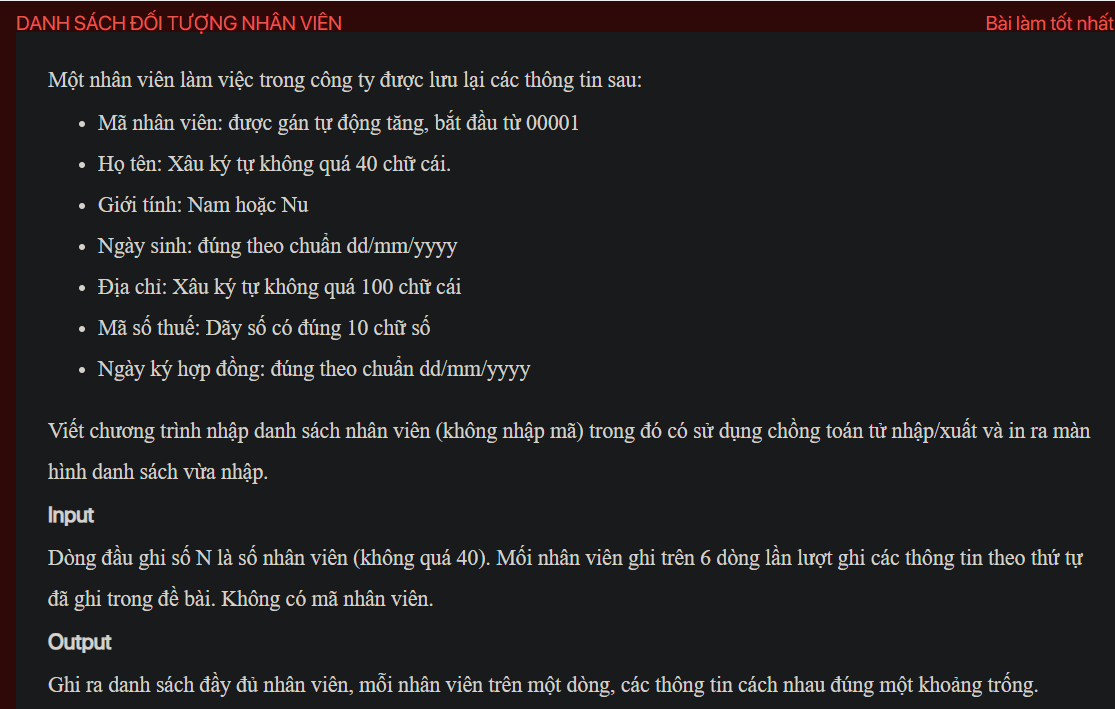 DANH SÁCH ĐỐI TƯỢNG NHÂN VIÊN
Bài làm tốt nhất
Một nhân viên làm việc trong công ty được lưu lại các thông tin sau:
• Mã nhân viên: được gán tự động tăng, bắt đầu từ 00001
• Họ tên: Xâu ký tự không quá 40 chữ cái.
• Giới tính: Nam hoặc Nu
• Ngày sinh: đúng theo chuẩn dd/mm/yyyy
• Địa chỉ: Xâu ký tự không quá 100 chữ cái
• Mã số thuế: Dãy số có đúng 10 chữ số
• Ngày ký hợp đồng: đúng theo chuẩn dd/mm/yyyy
Viết chương trình nhập danh sách nhân viên (không nhập mã) trong đó có sử dụng chồng toán tử nhập/xuất và in ra màn
hình danh sách vừa nhập.
Input
Dòng đầu ghi số N là số nhân viên (không quá 40). Mối nhân viên ghi trên 6 dòng lần lượt ghi các thông tin theo thứ tự
đã ghi trong đề bài. Không có mã nhân viên.
Output
Ghi ra danh sách đầy đủ nhân viên, mỗi nhân viên trên một dòng, các thông tin cách nhau đúng một khoảng trống.